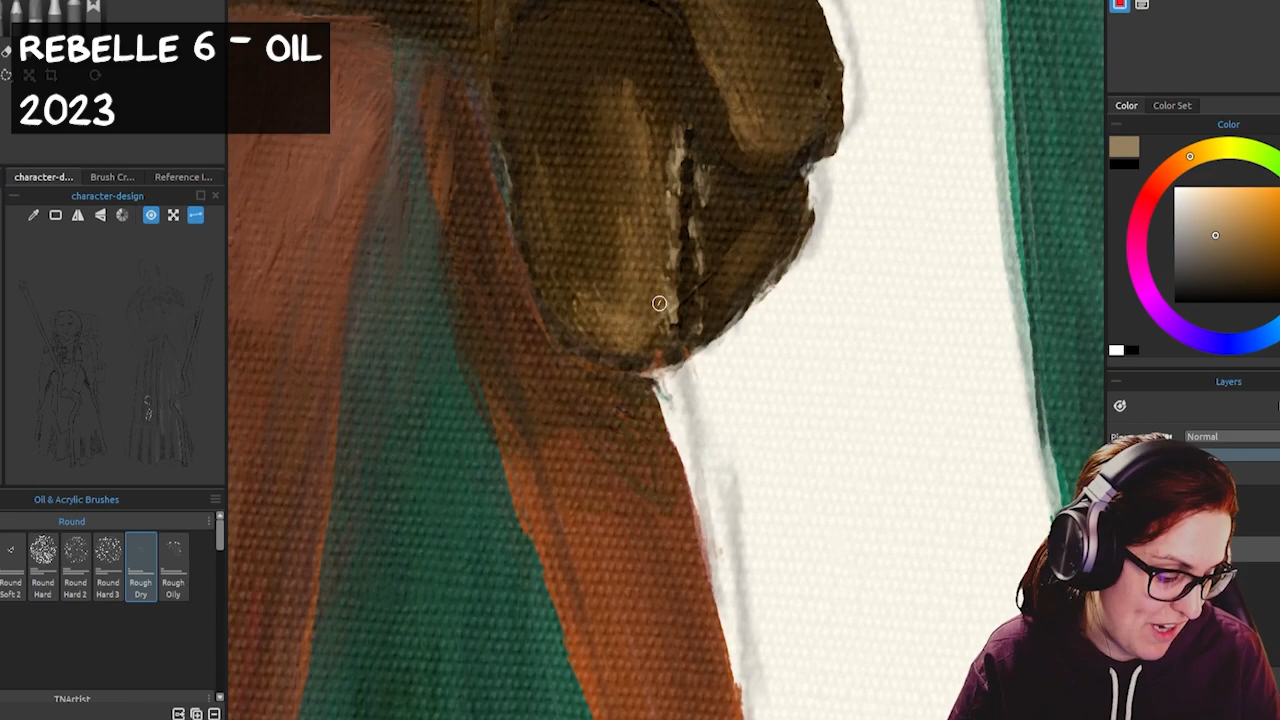 REBELLE 6 - OIL
2023
character-d... Brush Cr... Reference I...
character-design
Oil & Acrylic Brushes
Round
Round Soft 2
Round Hard
Round Hard 2
Round Hard 3
Rough Dry
Rough Oily
TNArtist
Color Color Set
Color
Layers
Normal